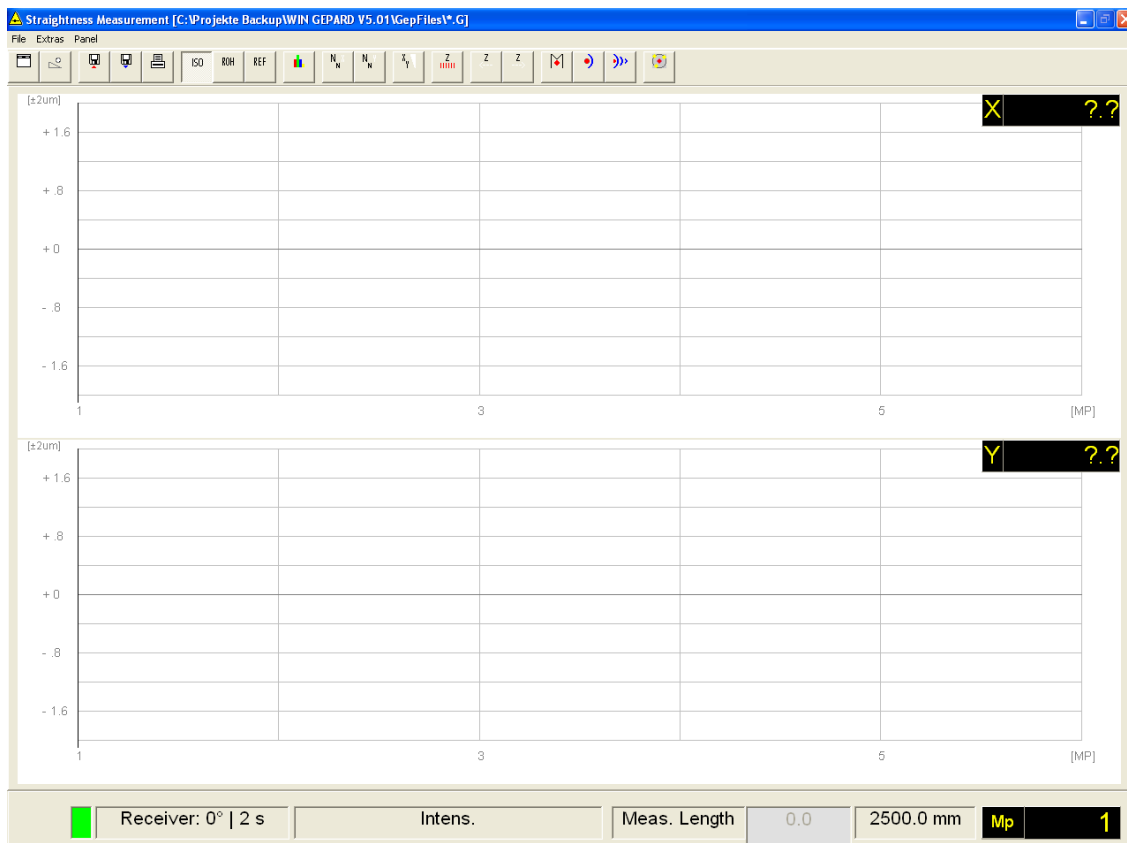 Straightness Measurement [C:\Projekte Backup\WIN GEPARD V5.01\GepFiles\*.G]
File Extras Panel
ISO ROH REF N N N N X Y Z Z Z
[±2um]
X ?.?
+ 1.6
+ .8
+ 0
- .8
- 1.6
1 3 5 [MP]
[±2um]
Y ?.?
+ 1.6
+ .8
+ 0
- .8
- 1.6
1 3 5 [MP]
Receiver: 0° | 2 s Intens. Meas. Length 0.0 2500.0 mm Mp 1